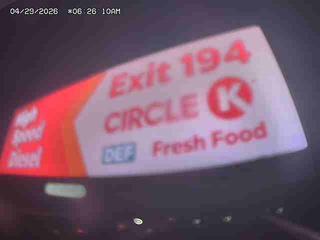 04/29/2026 *06:26 10AM
Exit 194
CIRCLE K
High
Speed
Diesel
DEF Fresh Food